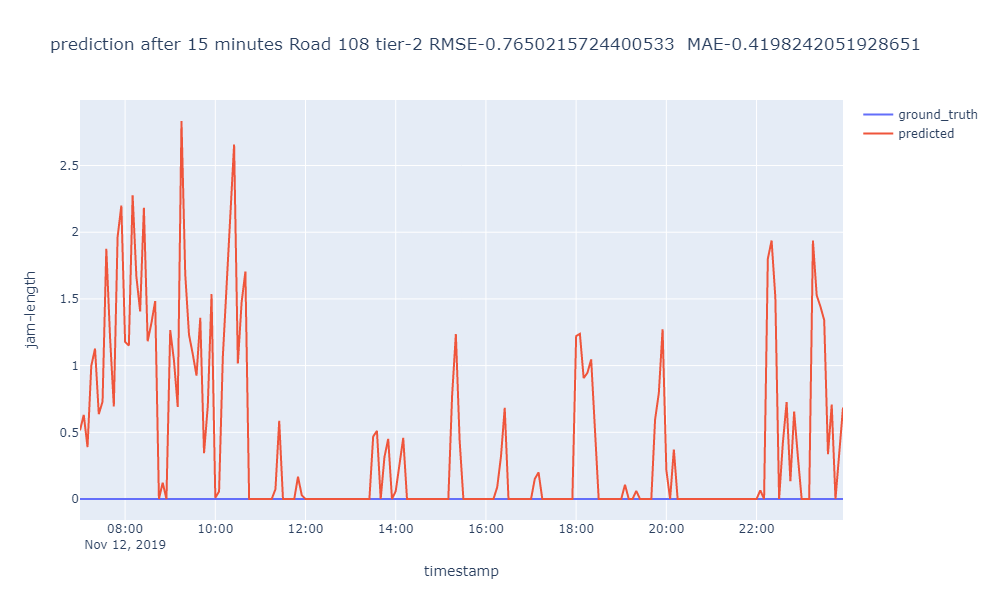 prediction after 15 minutes Road 108 tier-2 RMSE-0.7650215724400533  MAE-0.4198242051928651
ground_truth
predicted
2.5
2
1.5
1
0.5
0
jam-length
08:00 10:00 12:00 14:00 16:00 18:00 20:00 22:00
Nov 12, 2019
timestamp